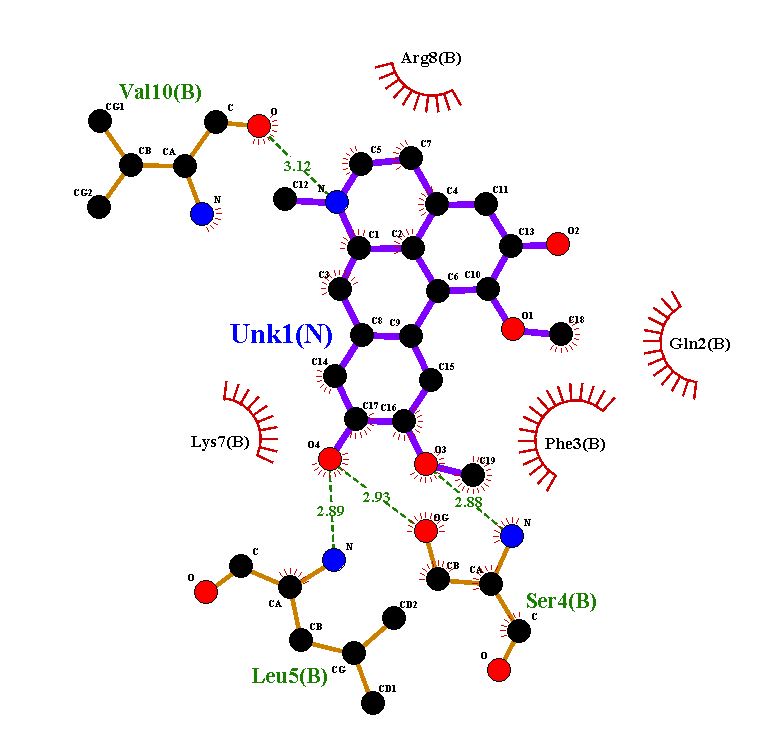 Arg8(B)
Val10(B)
CG1
C
O
CB
CA
CG2
N
3.12
C5
C7
C12
N
C4
C11
C1
C2
C13
O2
C3
C6
C10
Unk1(N)
C8
C9
O1
C18
Gln2(B)
C14
C15
C17
C16
Lys7(B)
O4
O3
C19
Phe3(B)
2.89
2.93
2.88
OG
N
N
C
O
CA
CB
CA
Ser4(B)
CD2
CB
CG
C
O
Leu5(B)
CD1